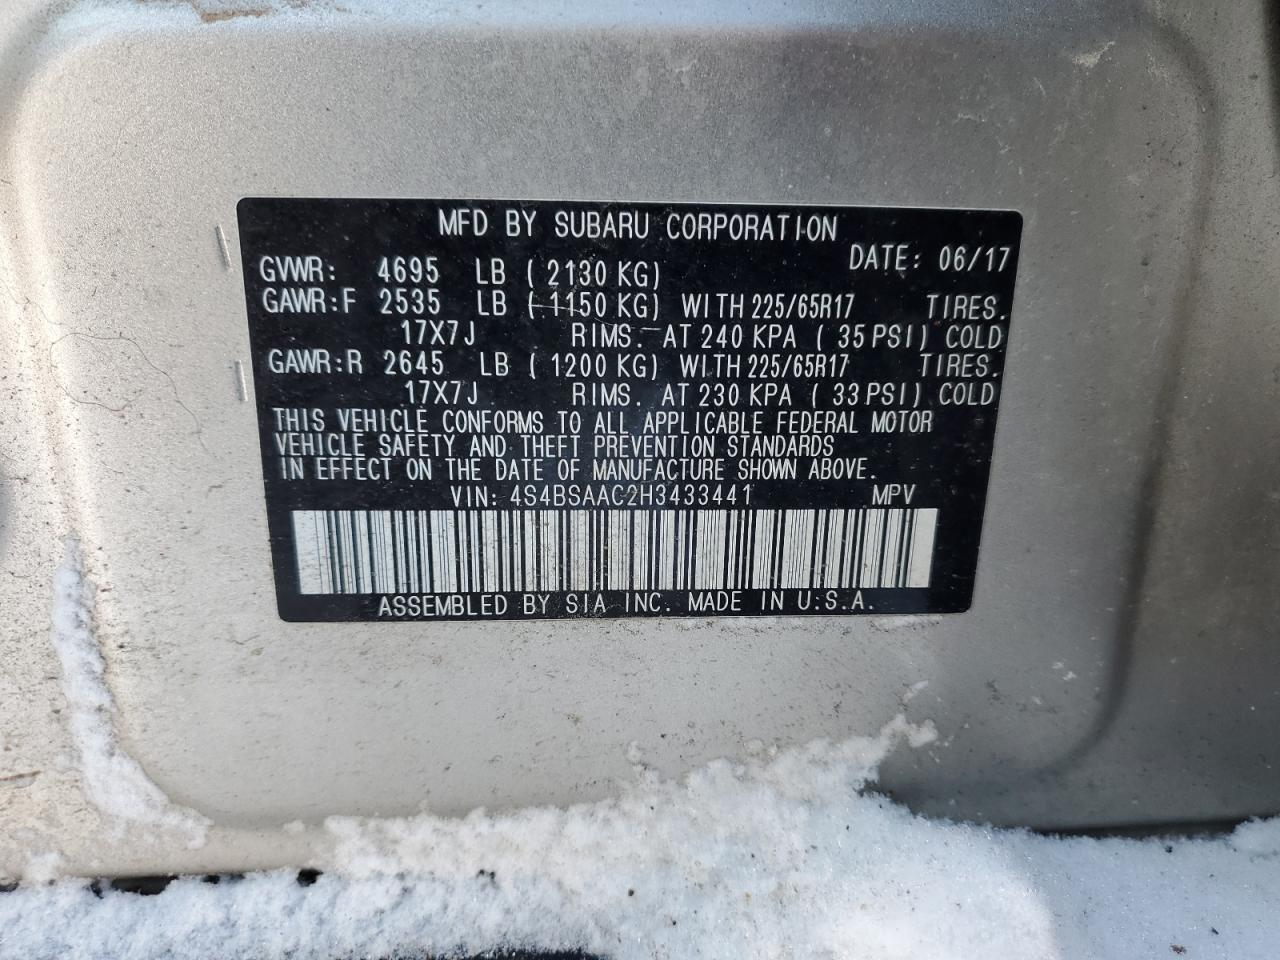 MFD BY SUBARU CORPORATION
DATE: 06/17
GVWR: 4695 LB ( 2130 KG)
GAWR:F 2535 LB ( 1150 KG) WITH 225/65R17 TIRES.
17X7J RIMS. AT 240 KPA ( 35 PSI) COLD
GAWR:R 2645 LB ( 1200 KG) WITH 225/65R17 TIRES.
17X7J RIMS. AT 230 KPA ( 33 PSI) COLD
THIS VEHICLE CONFORMS TO ALL APPLICABLE FEDERAL MOTOR
VEHICLE SAFETY AND THEFT PREVENTION STANDARDS
IN EFFECT ON THE DATE OF MANUFACTURE SHOWN ABOVE.
VIN: 4S4BSAAC2H3433441 MPV
ASSEMBLED BY SIA INC. MADE IN U.S.A.